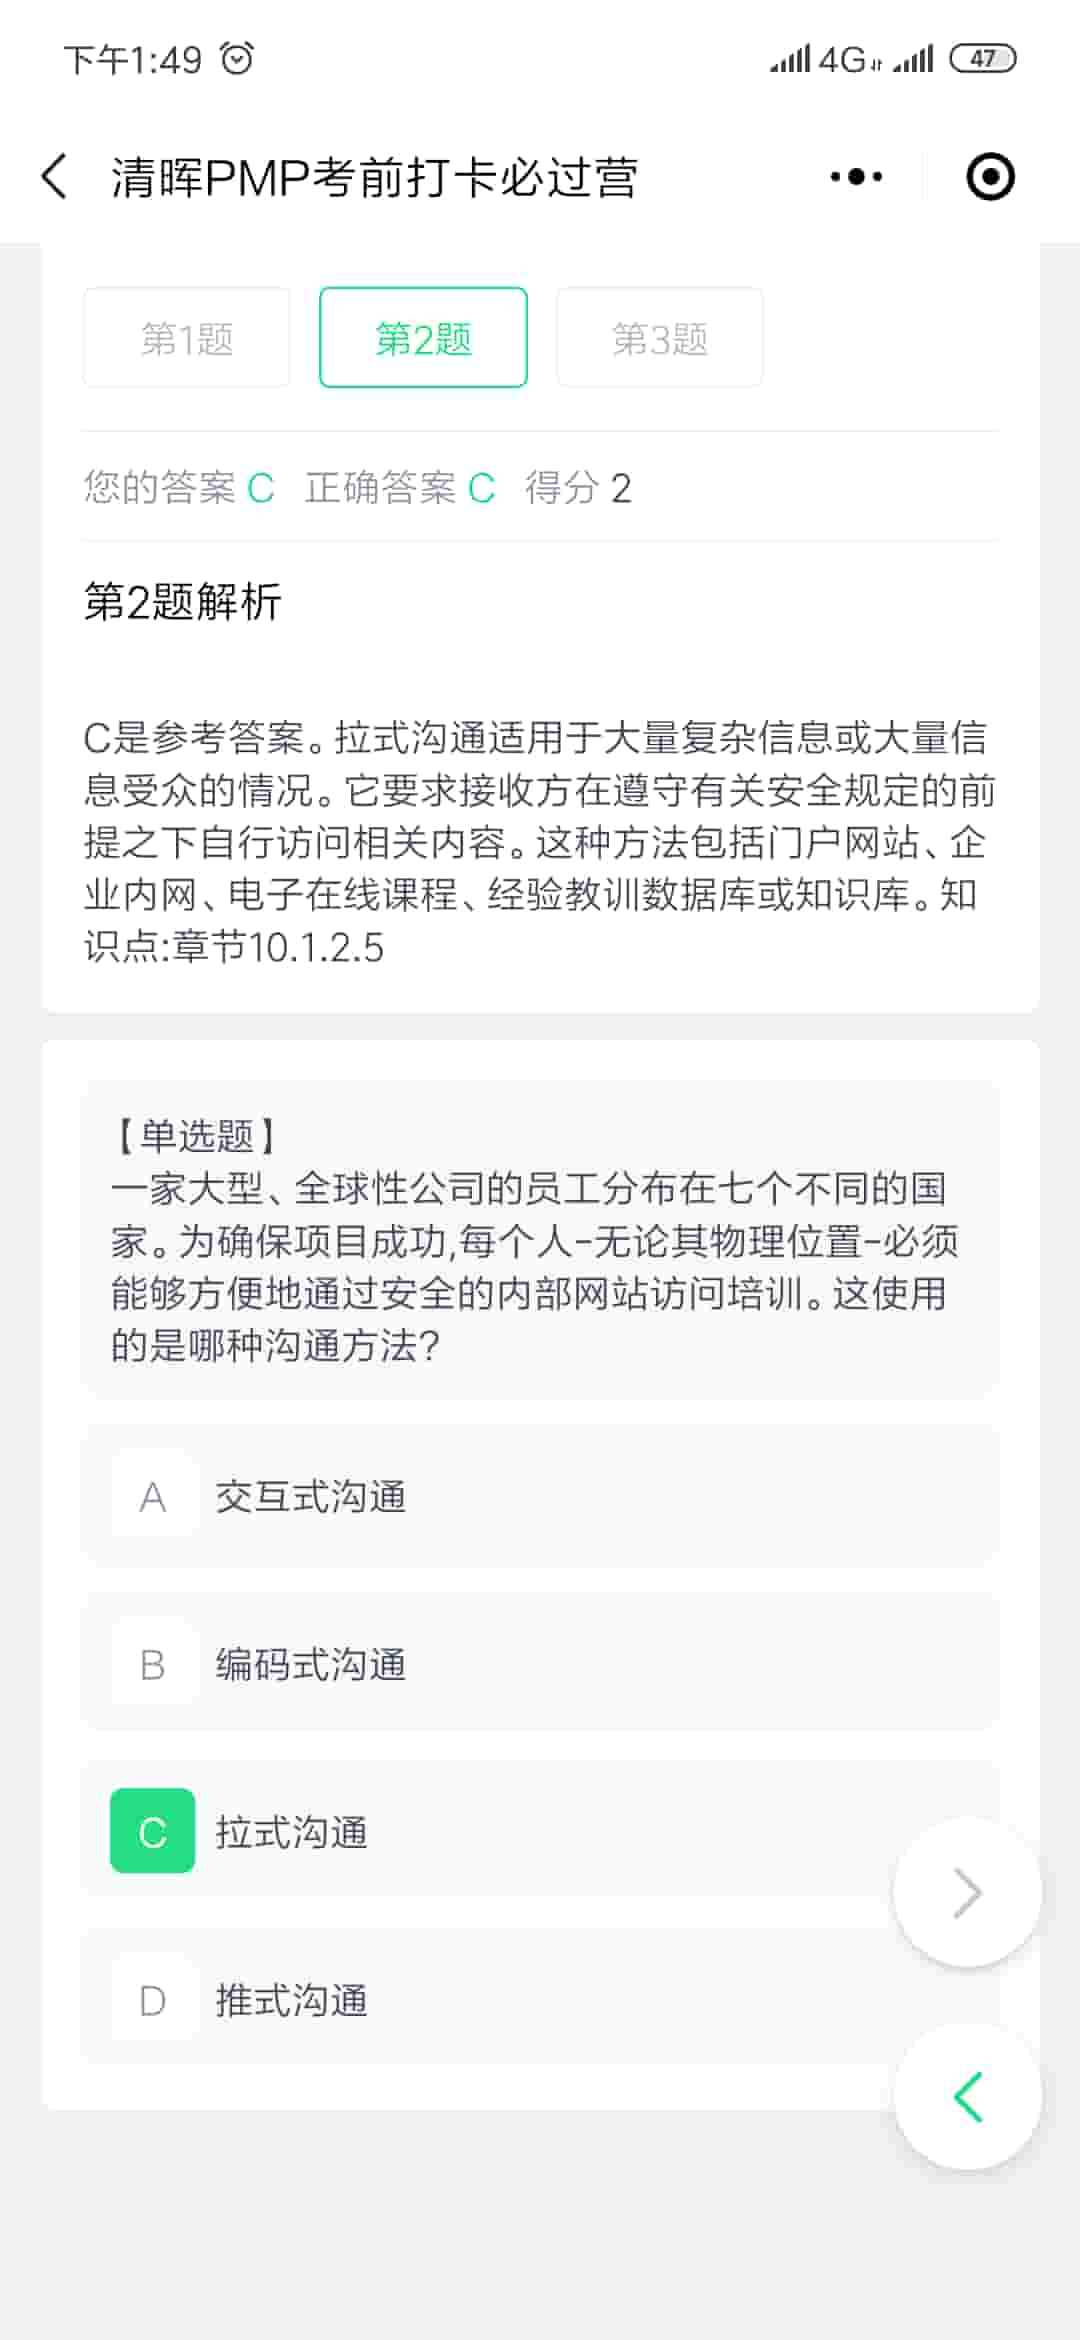 下午1:49 4G 47
清晖PMP考前打卡必过营
第1题 第2题 第3题
您的答案 C 正确答案 C 得分 2
第2题解析
C是参考答案。拉式沟通适用于大量复杂信息或大量信
息受众的情况。它要求接收方在遵守有关安全规定的前
提之下自行访问相关内容。这种方法包括门户网站、企
业内网、电子在线课程、经验教训数据库或知识库。知
识点:章节10.1.2.5
【单选题】
一家大型、全球性公司的员工分布在七个不同的国
家。为确保项目成功,每个人-无论其物理位置-必须
能够方便地通过安全的内部网站访问培训。这使用
的是哪种沟通方法?
A 交互式沟通
B 编码式沟通
C 拉式沟通
D 推式沟通